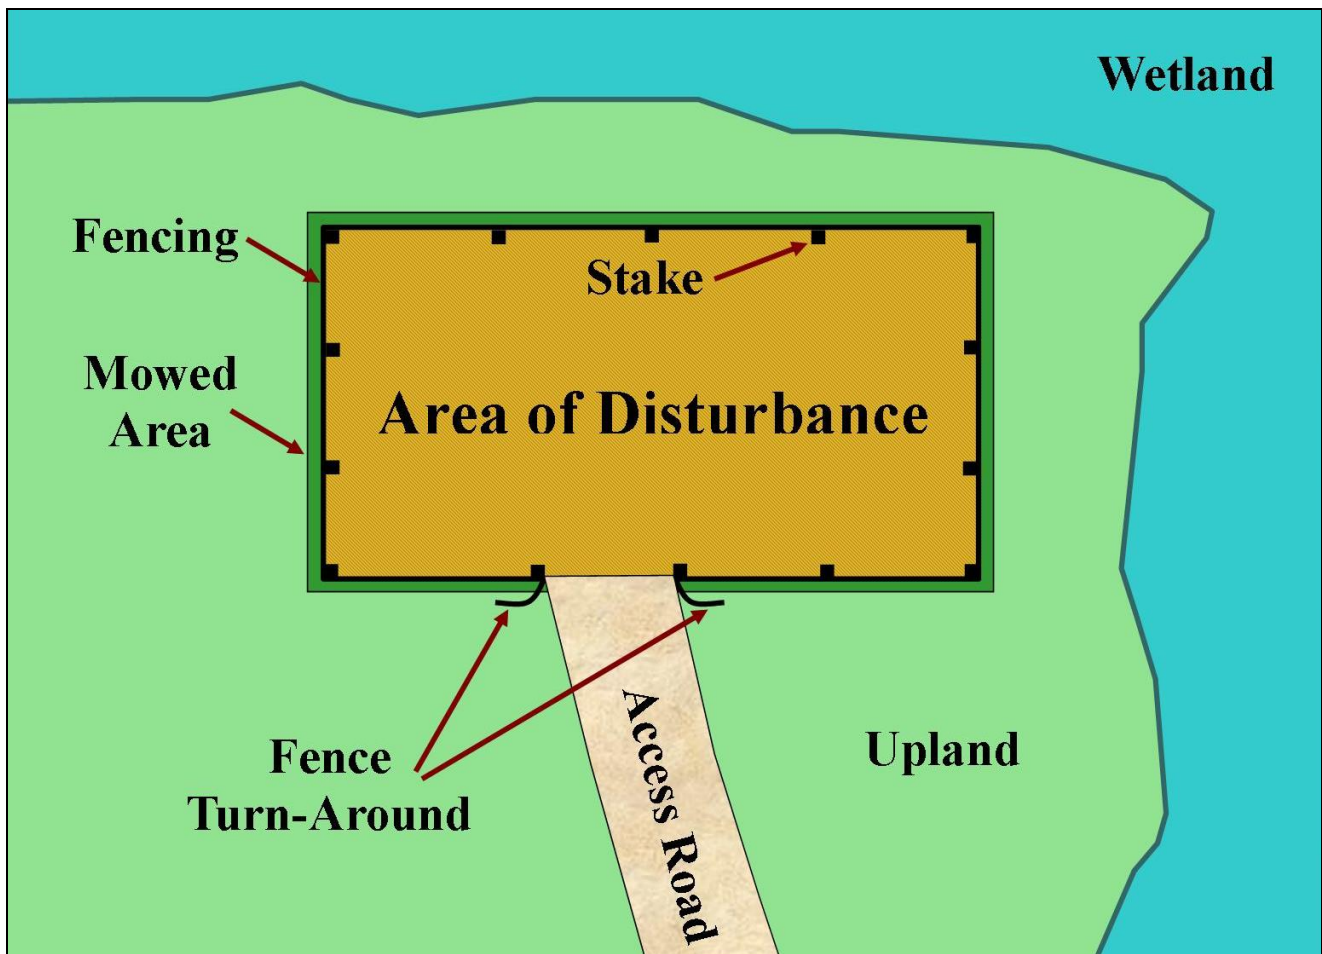 Wetland
Fencing
Stake
Mowed
Area
Area of Disturbance
Access Road
Upland
Fence
Turn-Around